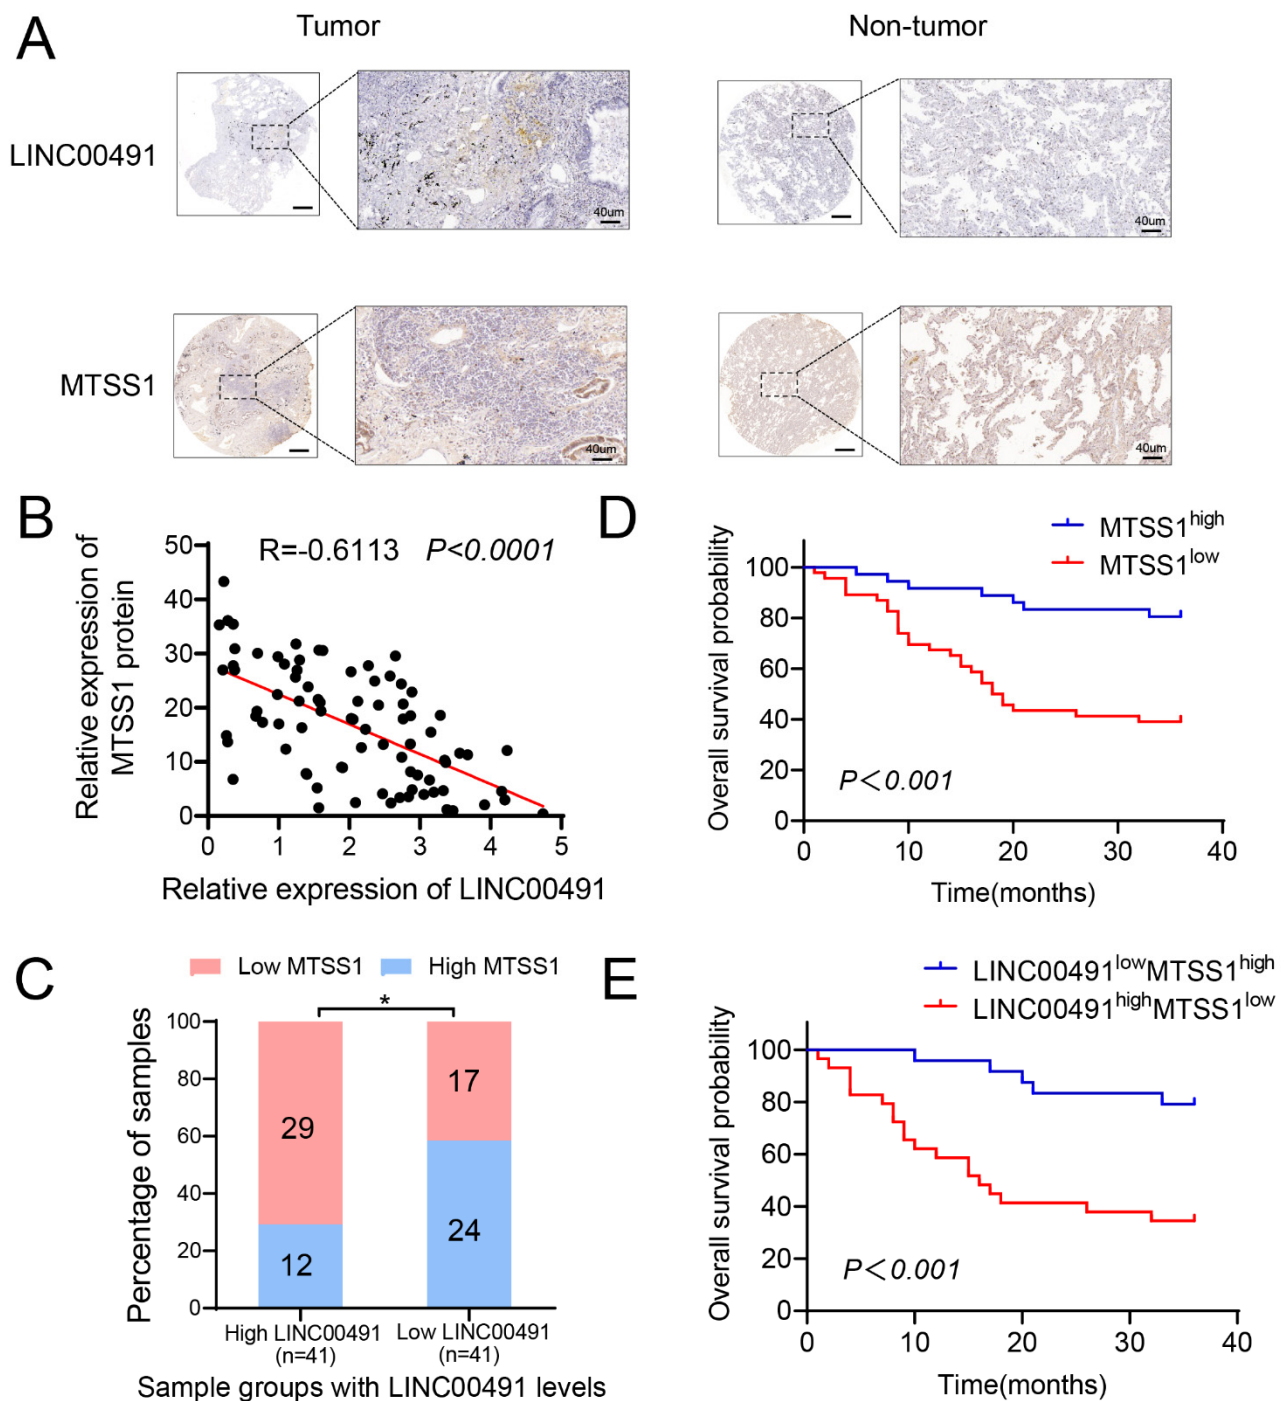 A
Tumor
Non-tumor
LINC00491
40um
40um
MTSS1
40um
40um
B
Relative expression of
MTSS1 protein
R=-0.6113 P<0.0001
50
40
30
20
10
0
0 1 2 3 4 5
Relative expression of LINC00491
D
MTSS1high
MTSS1low
Overall survival probability
100
80
60
40
20
0
P<0.001
0 10 20 30 40
Time(months)
C
Low MTSS1 High MTSS1
*
Percentage of samples
100
80
60
40
20
0
29
12
17
24
High LINC00491
(n=41)
Low LINC00491
(n=41)
Sample groups with LINC00491 levels
E
LINC00491lowMTSS1high
LINC00491highMTSS1low
Overall survival probability
100
80
60
40
20
0
P<0.001
0 10 20 30 40
Time(months)